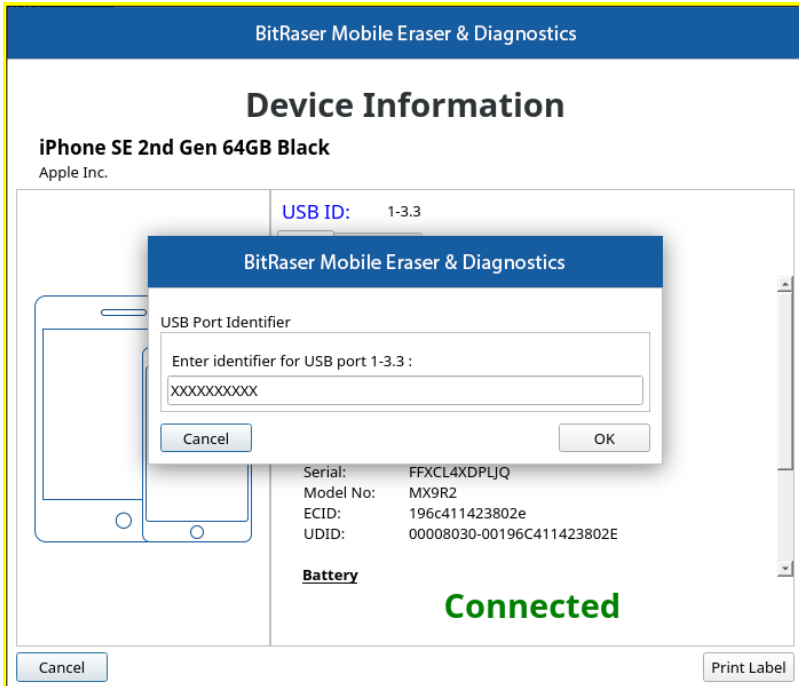 BitRaser Mobile Eraser & Diagnostics
Device Information
iPhone SE 2nd Gen 64GB Black
Apple Inc.
USB ID: 1-3.3
BitRaser Mobile Eraser & Diagnostics
USB Port Identifier
Enter identifier for USB port 1-3.3 :
XXXXXXXXXX
Cancel OK
Serial: FFXCL4XDPLJQ
Model No: MX9R2
ECID: 196c411423802e
UDID: 00008030-00196C411423802E
Battery
Connected
Cancel Print Label